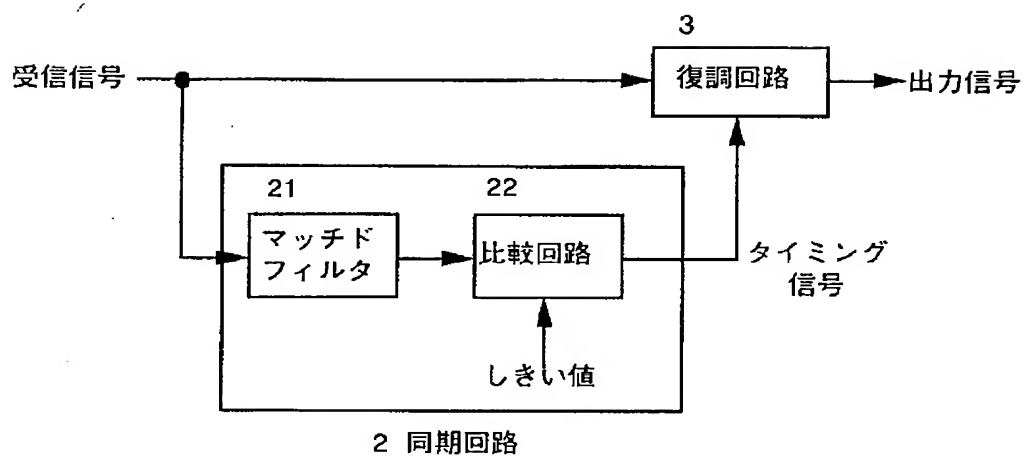 3
受信信号
復調回路
出力信号
21
22
マッチド
フィルタ
比較回路
タイミング
信号
しきい値
2 同期回路